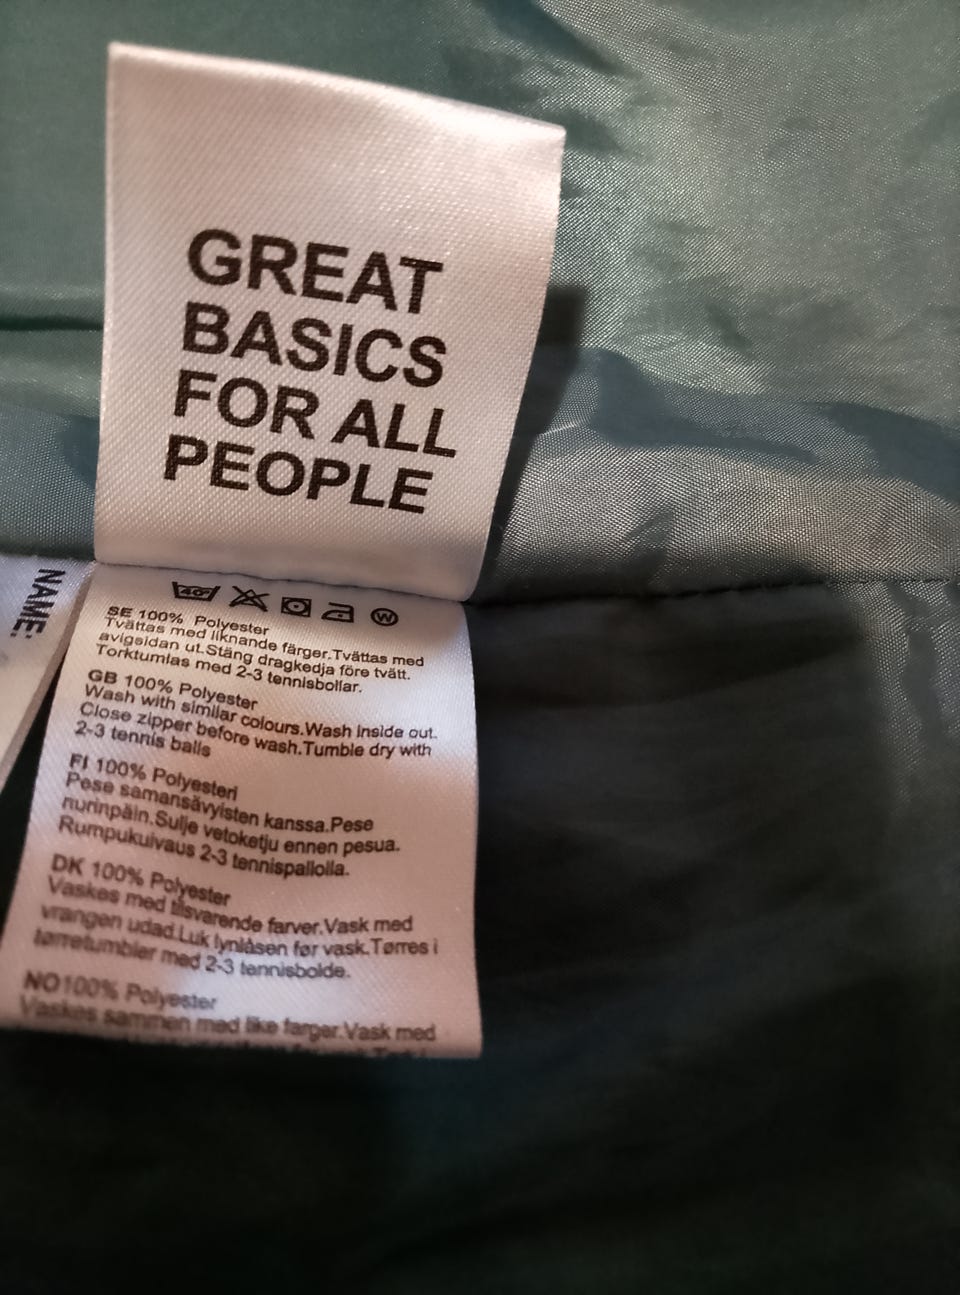 GREAT
BASICS
FOR ALL
PEOPLE
NAME:
40° W
SE 100% Polyester
Tvättas med liknande färger.Tvättas med
avigsidan ut.Stäng dragkedja före tvätt.
Torktumlas med 2-3 tennisbollar.
GB 100% Polyester
Wash with similar colours.Wash inside out.
Close zipper before wash.Tumble dry with
2-3 tennis balls
FI 100% Polyesteri
Pese samansävyisten kanssa.Pese
nurinpäin.Sulje vetoketju ennen pesua.
Rumpukuivaus 2-3 tennispallolla.
DK 100% Polyester
Vaskes med tilsvarende farver.Vask med
vrangen udad.Luk lynlåsen før vask.Tørres i
tørretumbler med 2-3 tennisbolde.
NO100% Polyester
Vaskes sammen med like farger.Vask med